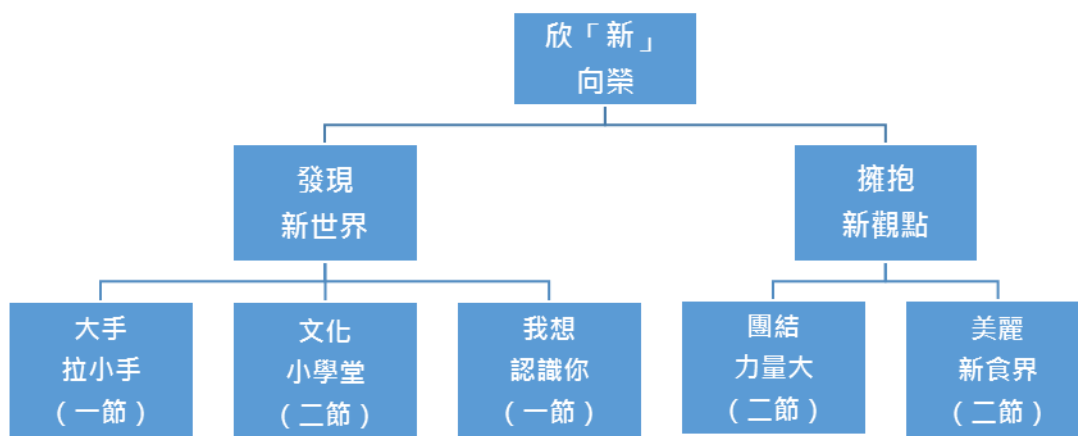 欣「新」
向榮
發現
新世界
擁抱
新觀點
大手
拉小手
（一節）
文化
小學堂
（二節）
我想
認識你
（一節）
團結
力量大
（二節）
美麗
新食界
（二節）